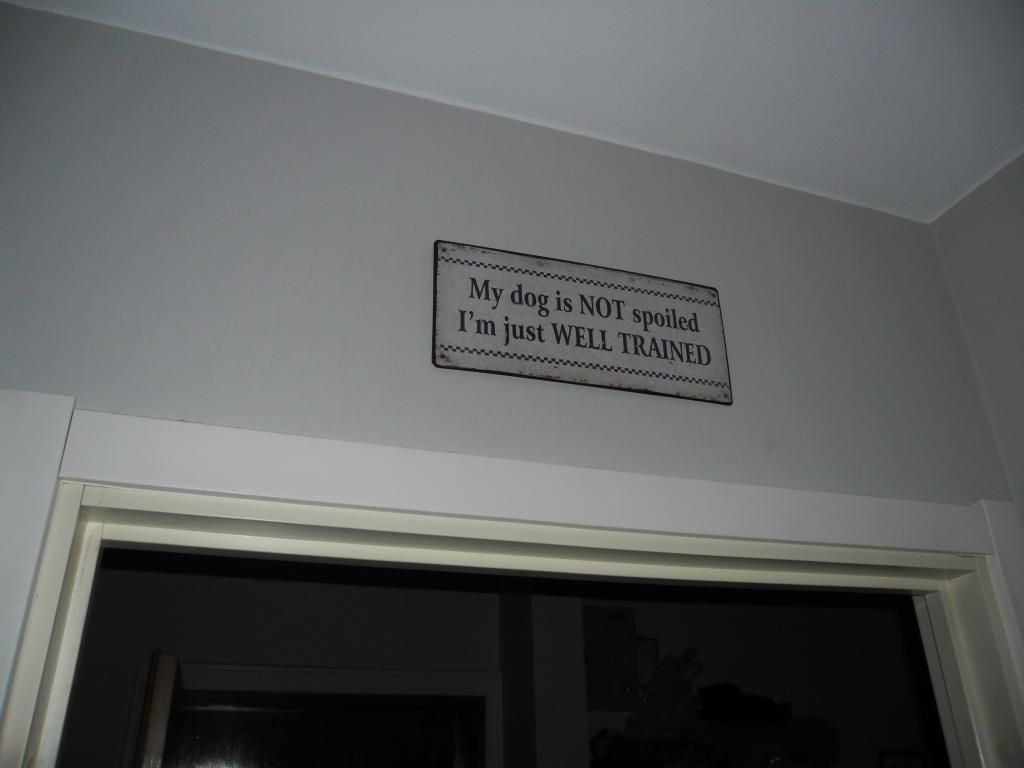 My dog is NOT spoiled
I'm just WELL TRAINED